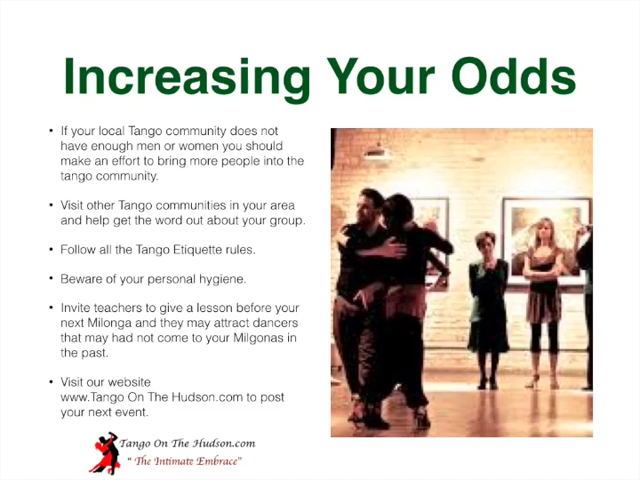 Increasing Your Odds
• If your local Tango community does not
have enough men or women you should
make an effort to bring more people into the
tango community.
• Visit other Tango communities in your area
and help get the word out about your group.
• Follow all the Tango Etiquette rules.
• Beware of your personal hygiene.
• Invite teachers to give a lesson before your
next Milonga and they may attract dancers
that may had not come to your Milgonas in
the past.
• Visit our website
www.Tango On The Hudson.com to post
your next event.
Tango On The Hudson.com
“ The Intimate Embrace”